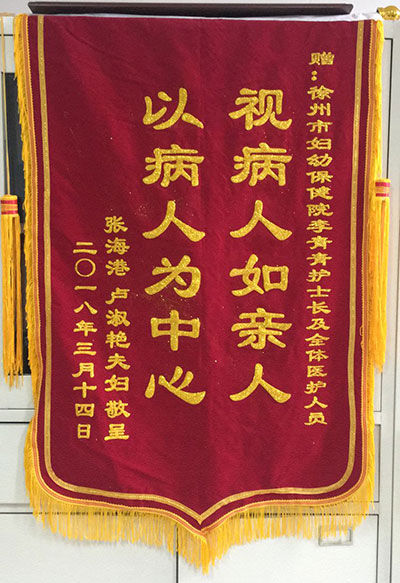 赠：徐州市妇幼保健院李青青护士长及全体医护人员
视病人如亲人
以病人为中心
张海港 卢淑艳夫妇敬呈
二〇一八年三月十四日